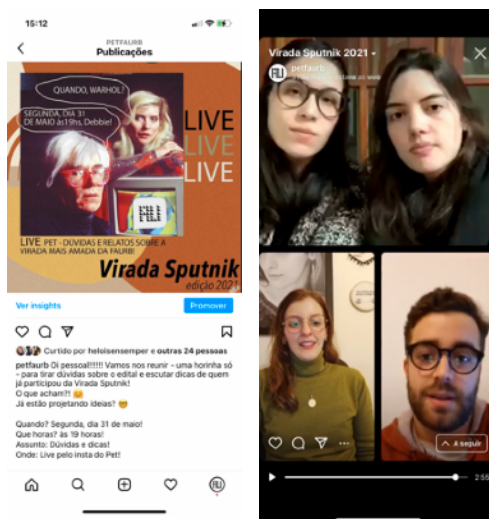 15:12
PETFAURB
Publicações
QUANDO, WARHOL?
SEGUNDA, DIA 31
DE MAIO às19hs, Debbie!
LIVE
LIVE
LIVE
LIVE PET - DÚVIDAS E RELATOS SOBRE A
VIRADA MAIS AMADA DA FAURB!
Virada Sputnik
edição 2021
Ver insights
Promover
Curtido por heloisensemper e outras 24 pessoas
petfaurb Oi pessoal!!!!!! Vamos nos reunir - uma horinha só
- para tirar dúvidas sobre o edital e escutar dicas de quem
já participou da Virada Sputnik!
O que acham?! 😊
Já estão projetando ideias? 🤓
Quando? Segunda, dia 31 de maio!
Que horas? às 19 horas!
Assunto: Dúvidas e dicas!
Onde: Live pelo insta do Pet!
Virada Sputnik 2021
petfaurb
A seguir